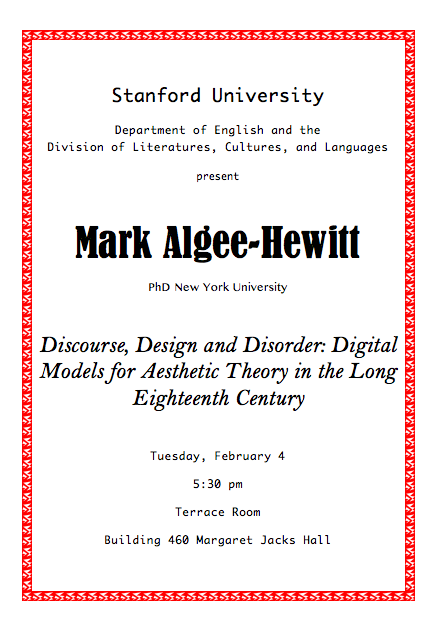 Stanford University
Department of English and the
Division of Literatures, Cultures, and Languages
present
Mark Algee-Hewitt
PhD New York University
Discourse, Design and Disorder: Digital
Models for Aesthetic Theory in the Long
Eighteenth Century
Tuesday, February 4
5:30 pm
Terrace Room
Building 460 Margaret Jacks Hall